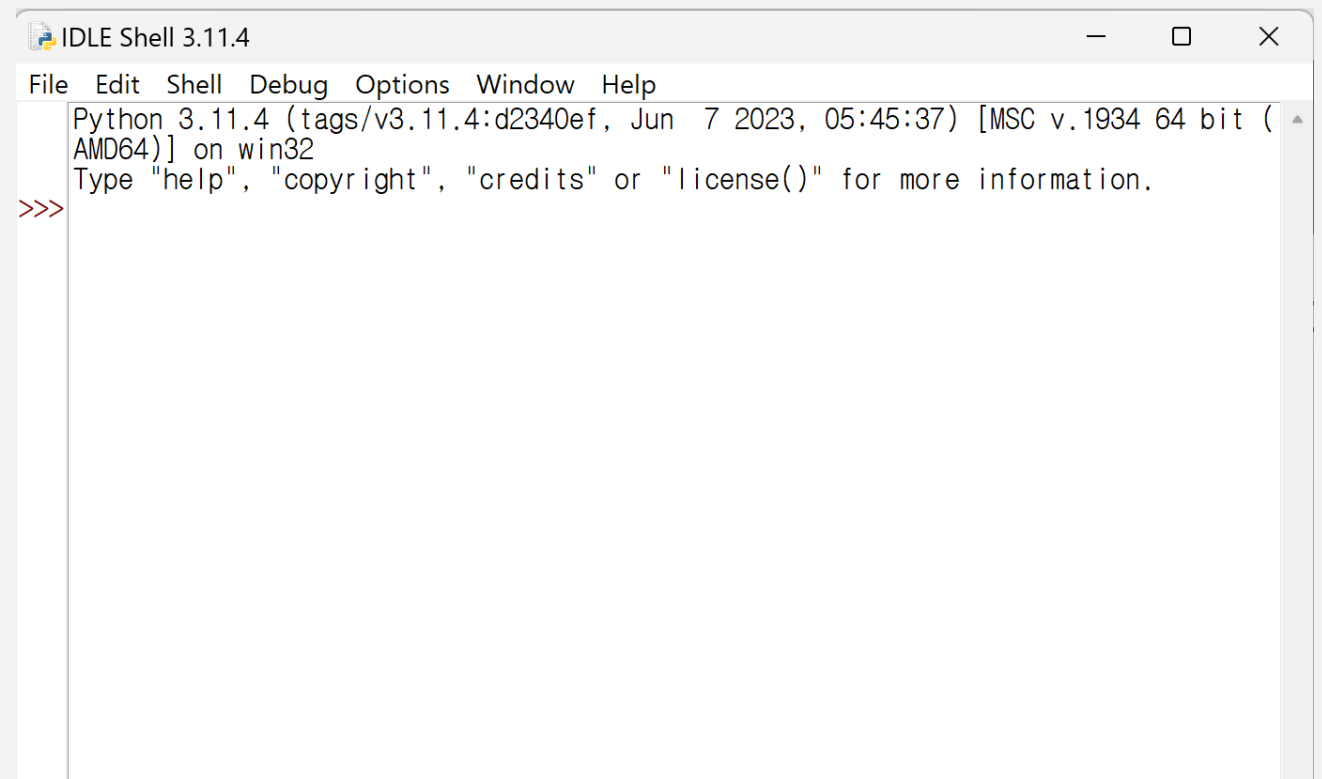 IDLE Shell 3.11.4
File Edit Shell Debug Options Window Help
Python 3.11.4 (tags/v3.11.4:d2340ef, Jun  7 2023, 05:45:37) [MSC v.1934 64 bit (
AMD64)] on win32
Type "help", "copyright", "credits" or "license()" for more information.
>>>